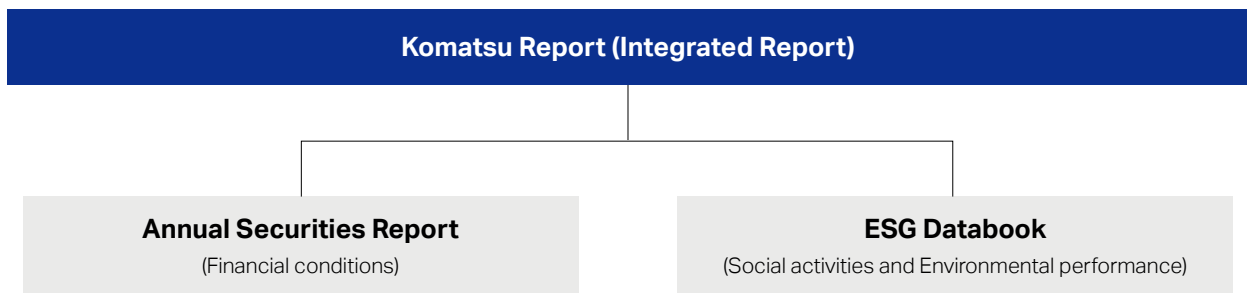 Komatsu Report (Integrated Report)
Annual Securities Report
(Financial conditions)
ESG Databook
(Social activities and Environmental performance)